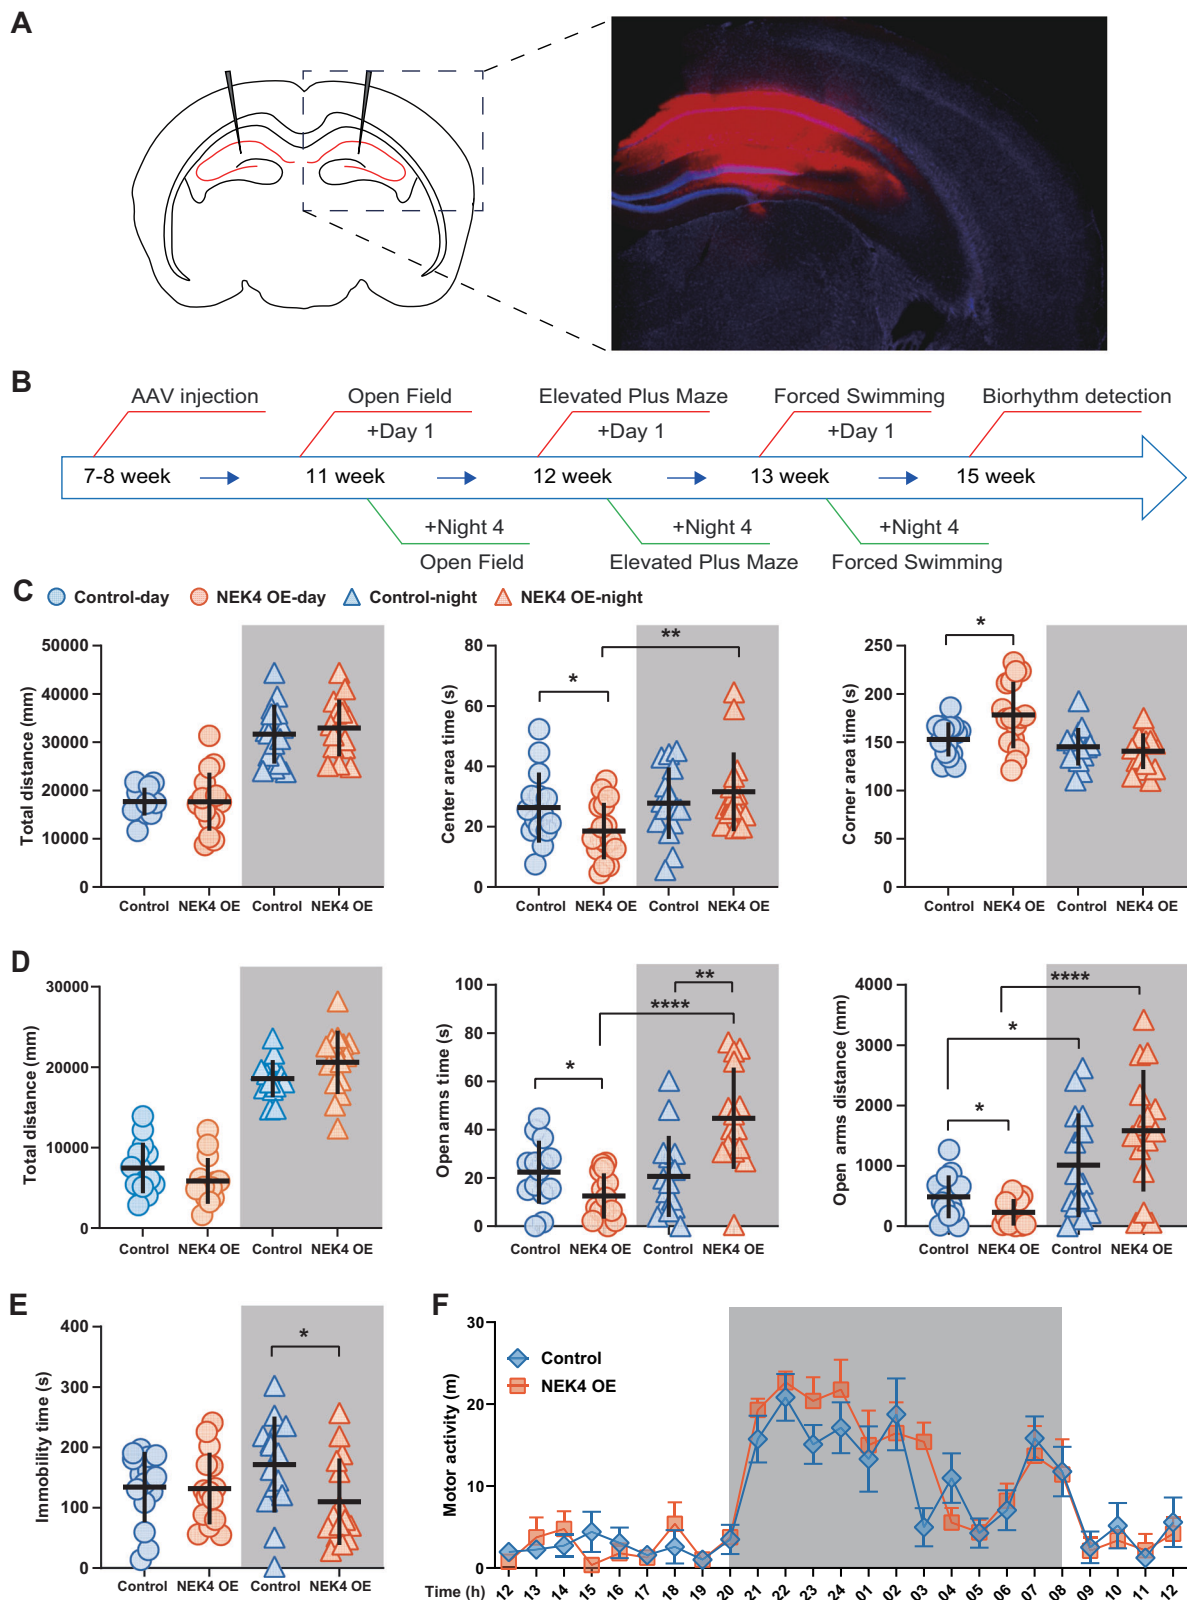 A
B
AAV injection
Open Field
Elevated Plus Maze
Forced Swimming
Biorhythm detection
+Day 1
+Day 1
+Day 1
7-8 week
11 week
12 week
13 week
15 week
+Night 4
+Night 4
+Night 4
Open Field
Elevated Plus Maze
Forced Swimming
C
Control-day
NEK4 OE-day
Control-night
NEK4 OE-night
Total distance (mm)
50000
40000
30000
20000
10000
0
Control
NEK4 OE
Control
NEK4 OE
Center area time (s)
80
60
40
20
0
*
**
Control
NEK4 OE
Control
NEK4 OE
Corner area time (s)
250
200
150
100
50
0
*
Control
NEK4 OE
Control
NEK4 OE
D
Total distance (mm)
30000
20000
10000
0
Control
NEK4 OE
Control
NEK4 OE
Open arms time (s)
100
80
60
40
20
0
*
****
**
Control
NEK4 OE
Control
NEK4 OE
Open arms distance (mm)
4000
3000
2000
1000
0
*
*
****
Control
NEK4 OE
Control
NEK4 OE
E
Immobility time (s)
400
300
200
100
0
*
Control
NEK4 OE
Control
NEK4 OE
F
Motor activity (m)
30
20
10
0
Control
NEK4 OE
Time (h)
12 13 14 15 16 17 18 19 20 21 22 23 24 01 02 03 04 05 06 07 08 09 10 11 12